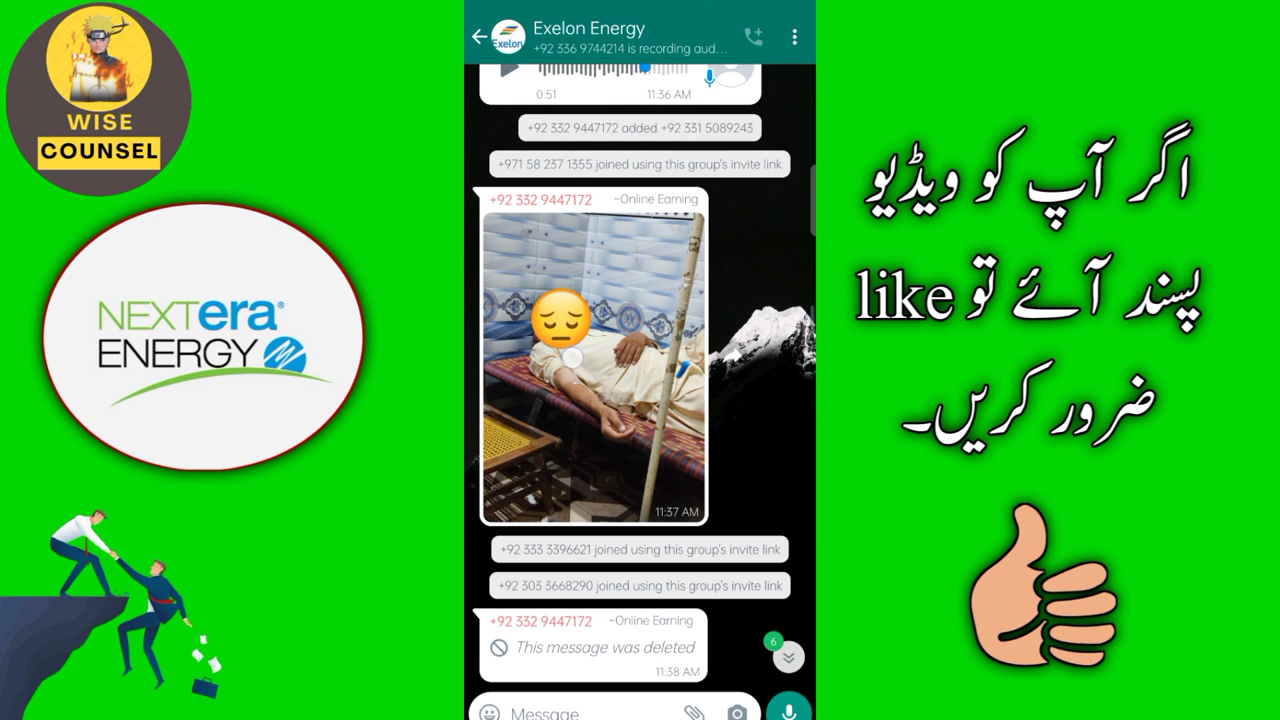 WISE
COUNSEL
NEXTera®
ENERGY
Exelon
Exelon Energy
+92 336 9744214 is recording aud...
0:51
11:36 AM
+92 332 9447172 added +92 331 5089243
+971 58 237 1355 joined using this group's invite link
+92 332 9447172 ~Online Earning
11:37 AM
+92 333 3396621 joined using this group's invite link
+92 303 3668290 joined using this group's invite link
+92 332 9447172 ~Online Earning
This message was deleted
11:38 AM
6
Message
اگر آپ کو ویڈیو
پسند آئے تو like
ضرور کریں۔